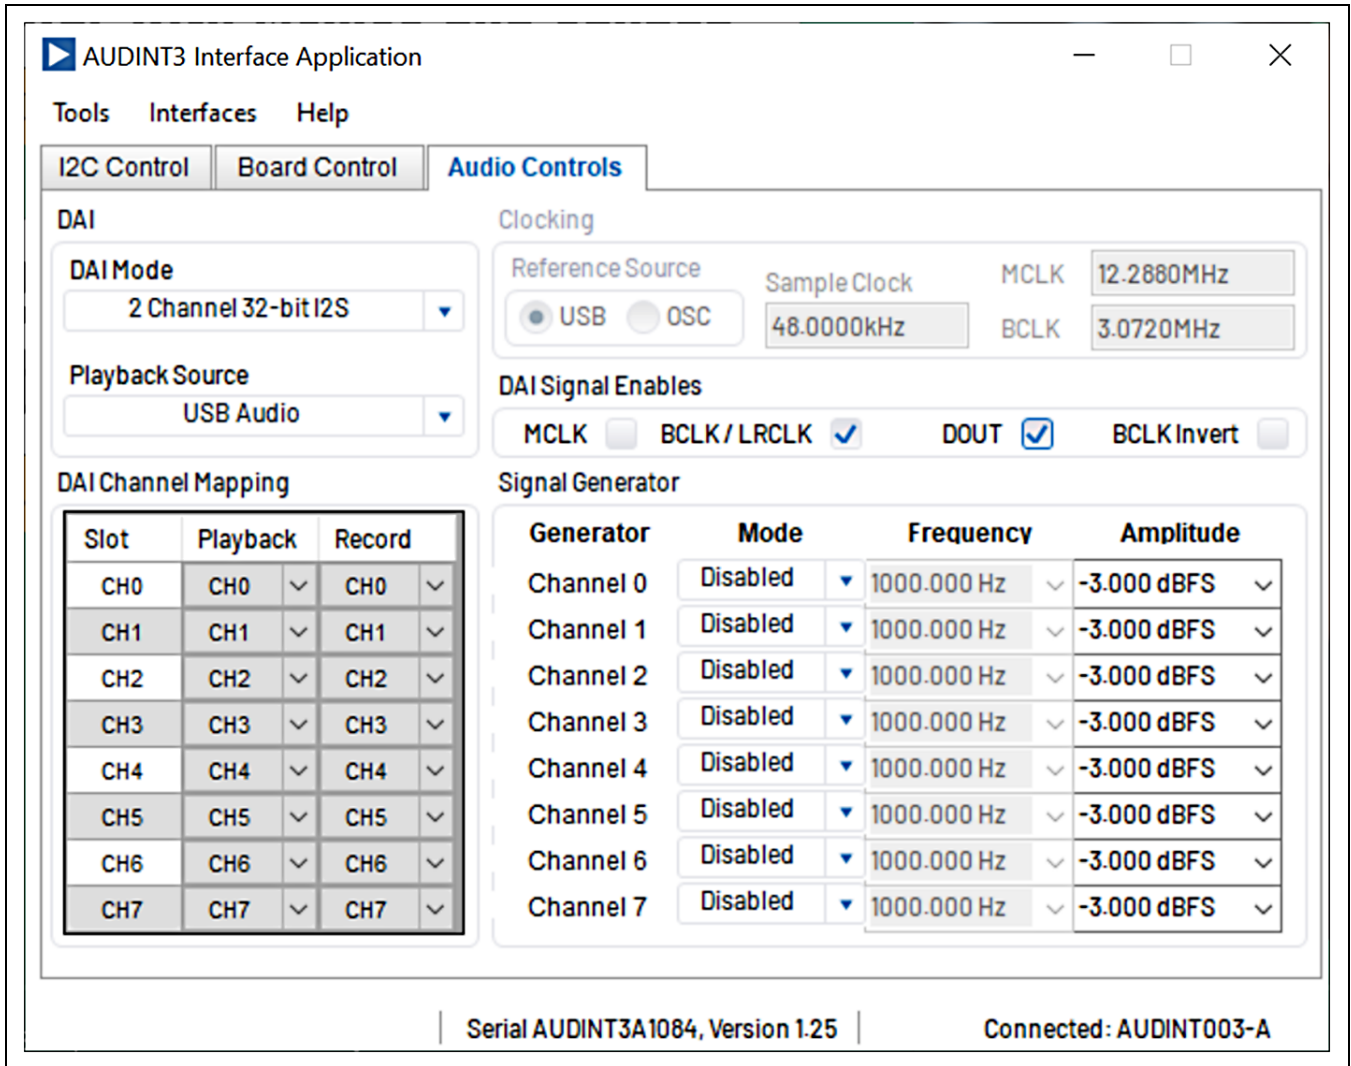 AUDINT3 Interface Application
Tools Interfaces Help
I2C Control Board Control Audio Controls
DAI
DAI Mode
2 Channel 32-bit I2S
Playback Source
USB Audio
Clocking
Reference Source
USB OSC
Sample Clock
48.0000kHz
MCLK 12.2880MHz
BCLK 3.0720MHz
DAI Signal Enables
MCLK BCLK / LRCLK DOUT BCLK Invert
DAI Channel Mapping
Slot Playback Record
CH0 CH0 CH0
CH1 CH1 CH1
CH2 CH2 CH2
CH3 CH3 CH3
CH4 CH4 CH4
CH5 CH5 CH5
CH6 CH6 CH6
CH7 CH7 CH7
Signal Generator
Generator Mode Frequency Amplitude
Channel 0 Disabled 1000.000 Hz -3.000 dBFS
Channel 1 Disabled 1000.000 Hz -3.000 dBFS
Channel 2 Disabled 1000.000 Hz -3.000 dBFS
Channel 3 Disabled 1000.000 Hz -3.000 dBFS
Channel 4 Disabled 1000.000 Hz -3.000 dBFS
Channel 5 Disabled 1000.000 Hz -3.000 dBFS
Channel 6 Disabled 1000.000 Hz -3.000 dBFS
Channel 7 Disabled 1000.000 Hz -3.000 dBFS
Serial AUDINT3A1084, Version 1.25
Connected: AUDINT003-A